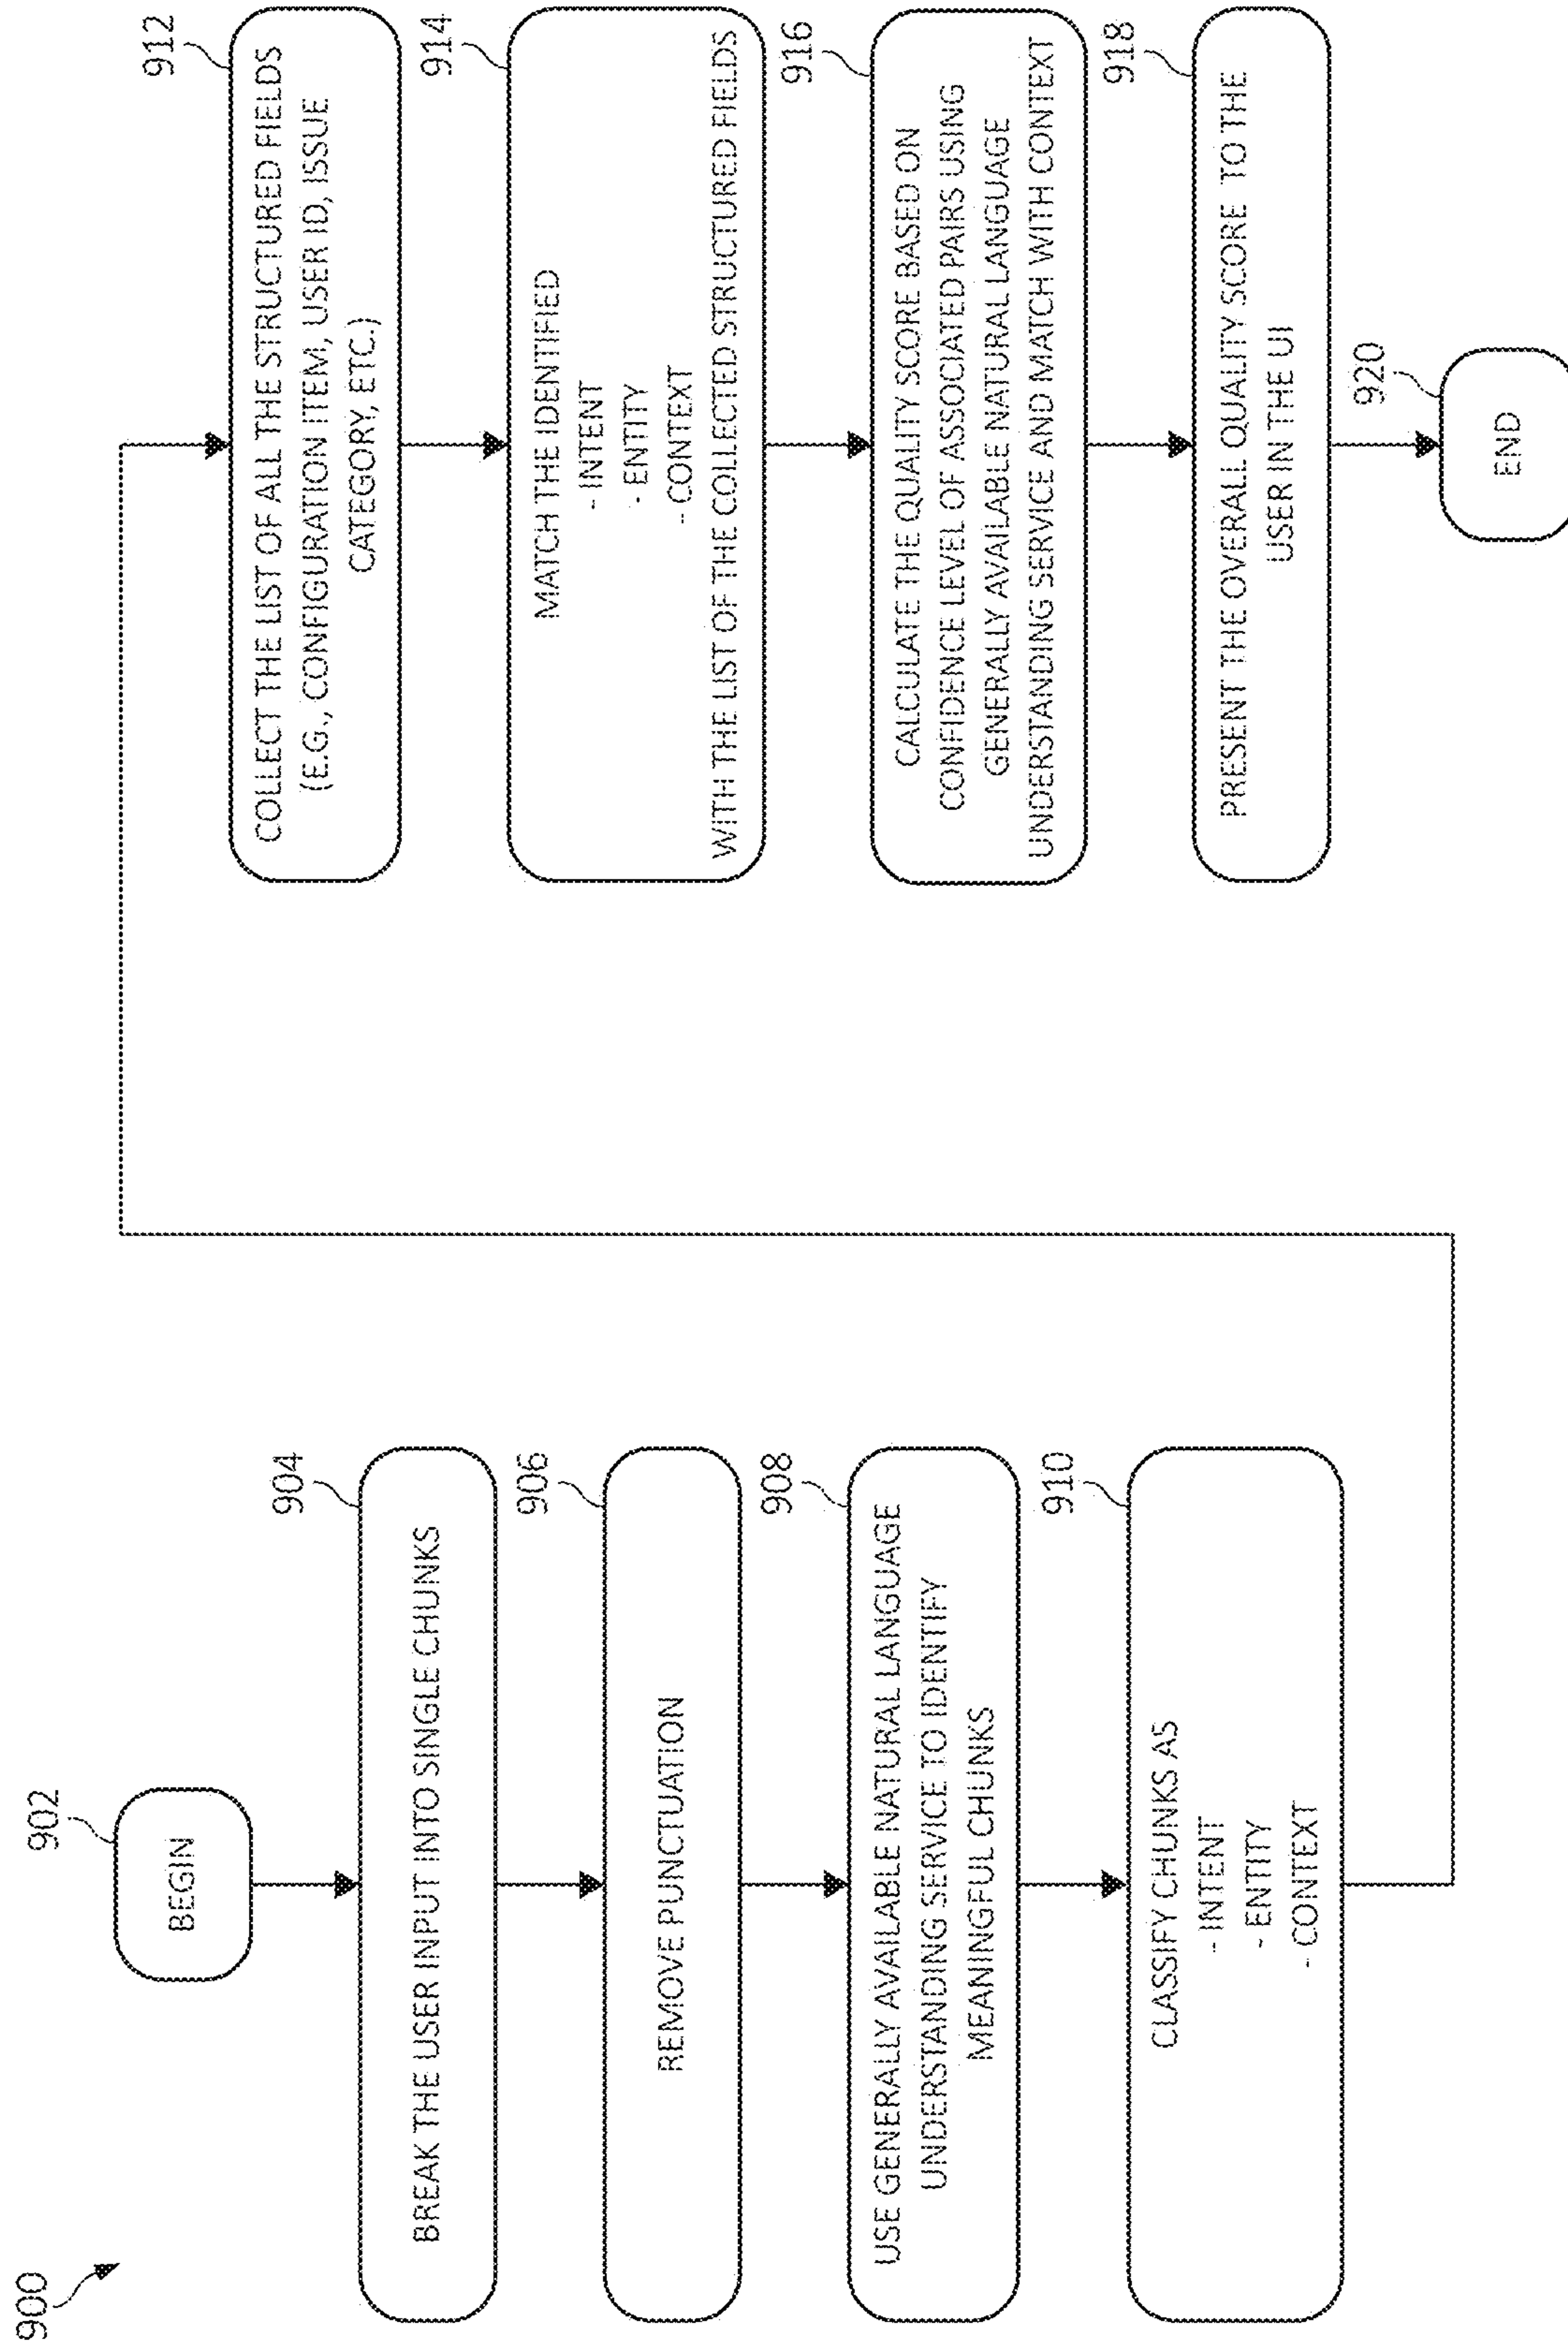 900
902
BEGIN
904
BREAK THE USER INPUT INTO SINGLE CHUNKS
906
REMOVE PUNCTUATION
908
USE GENERALLY AVAILABLE NATURAL LANGUAGE
UNDERSTANDING SERVICE TO IDENTIFY
MEANINGFUL CHUNKS
910
CLASSIFY CHUNKS AS
- INTENT
- ENTITY
- CONTEXT
912
COLLECT THE LIST OF ALL THE STRUCTURED FIELDS
(E.G., CONFIGURATION ITEM, USER ID, ISSUE
CATEGORY, ETC.)
914
MATCH THE IDENTIFIED
- INTENT
- ENTITY
- CONTEXT
WITH THE LIST OF THE COLLECTED STRUCTURED FIELDS
916
CALCULATE THE QUALITY SCORE BASED ON
CONFIDENCE LEVEL OF ASSOCIATED PAIRS USING
GENERALLY AVAILABLE NATURAL LANGUAGE
UNDERSTANDING SERVICE AND MATCH WITH CONTEXT
918
PRESENT THE OVERALL QUALITY SCORE TO THE
USER IN THE UI
920
END